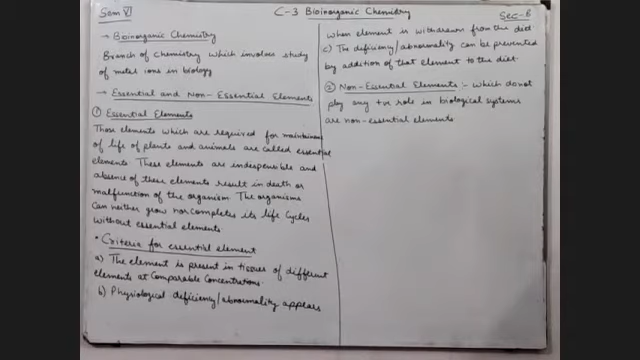 Sem VI
C-3 Bioinorganic Chemistry
Sec-B
→ Bioinorganic Chemistry
Branch of Chemistry which involves study
of metal ions in biology
→ Essential and Non-Essential Elements
① Essential Elements
Those elements which are required for maintainance
of life of plants and animals are called essential
elements. These elements are indespensible and
absence of these elements result in death or
malfunction of the organism. The organisms
can neither grow nor complete its life cycles
without essential elements.
• Criteria for essential element
a) The element is present in tissues of different
elements at comparable concentrations.
b) Physiological deficiency/abnormality appears
when element is withdrawn from the diet.
c) The deficiency/abnormality can be prevented
by addition of that element to the diet.
② Non-Essential Elements :- which do not
play any +ve role in biological systems
are non-essential elements